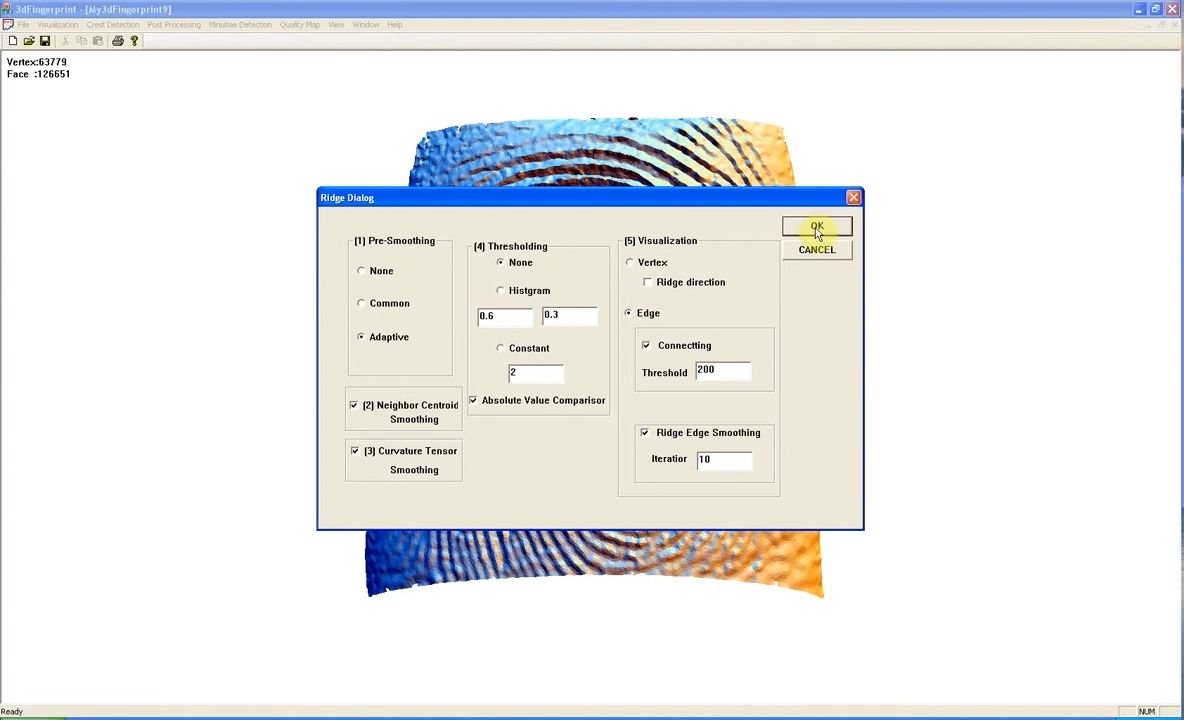 3dFingerprint - [My3dFingerprint9]
File Visualization Crest Detection Post Processing Minutiae Detection Quality Map View Window Help
Vertex:63779
Face :126651
Ridge Dialog
OK
CANCEL
(1) Pre-Smoothing
None
Common
Adaptive
(2) Neighbor Centroid
Smoothing
(3) Curvature Tensor
Smoothing
(4) Thresholding
None
Histgram
0.6 0.3
Constant
2
Absolute Value Comparisor
(5) Visualization
Vertex
Ridge direction
Edge
Connectting
Threshold 200
Ridge Edge Smoothing
Iteratior 10
Ready
NUM